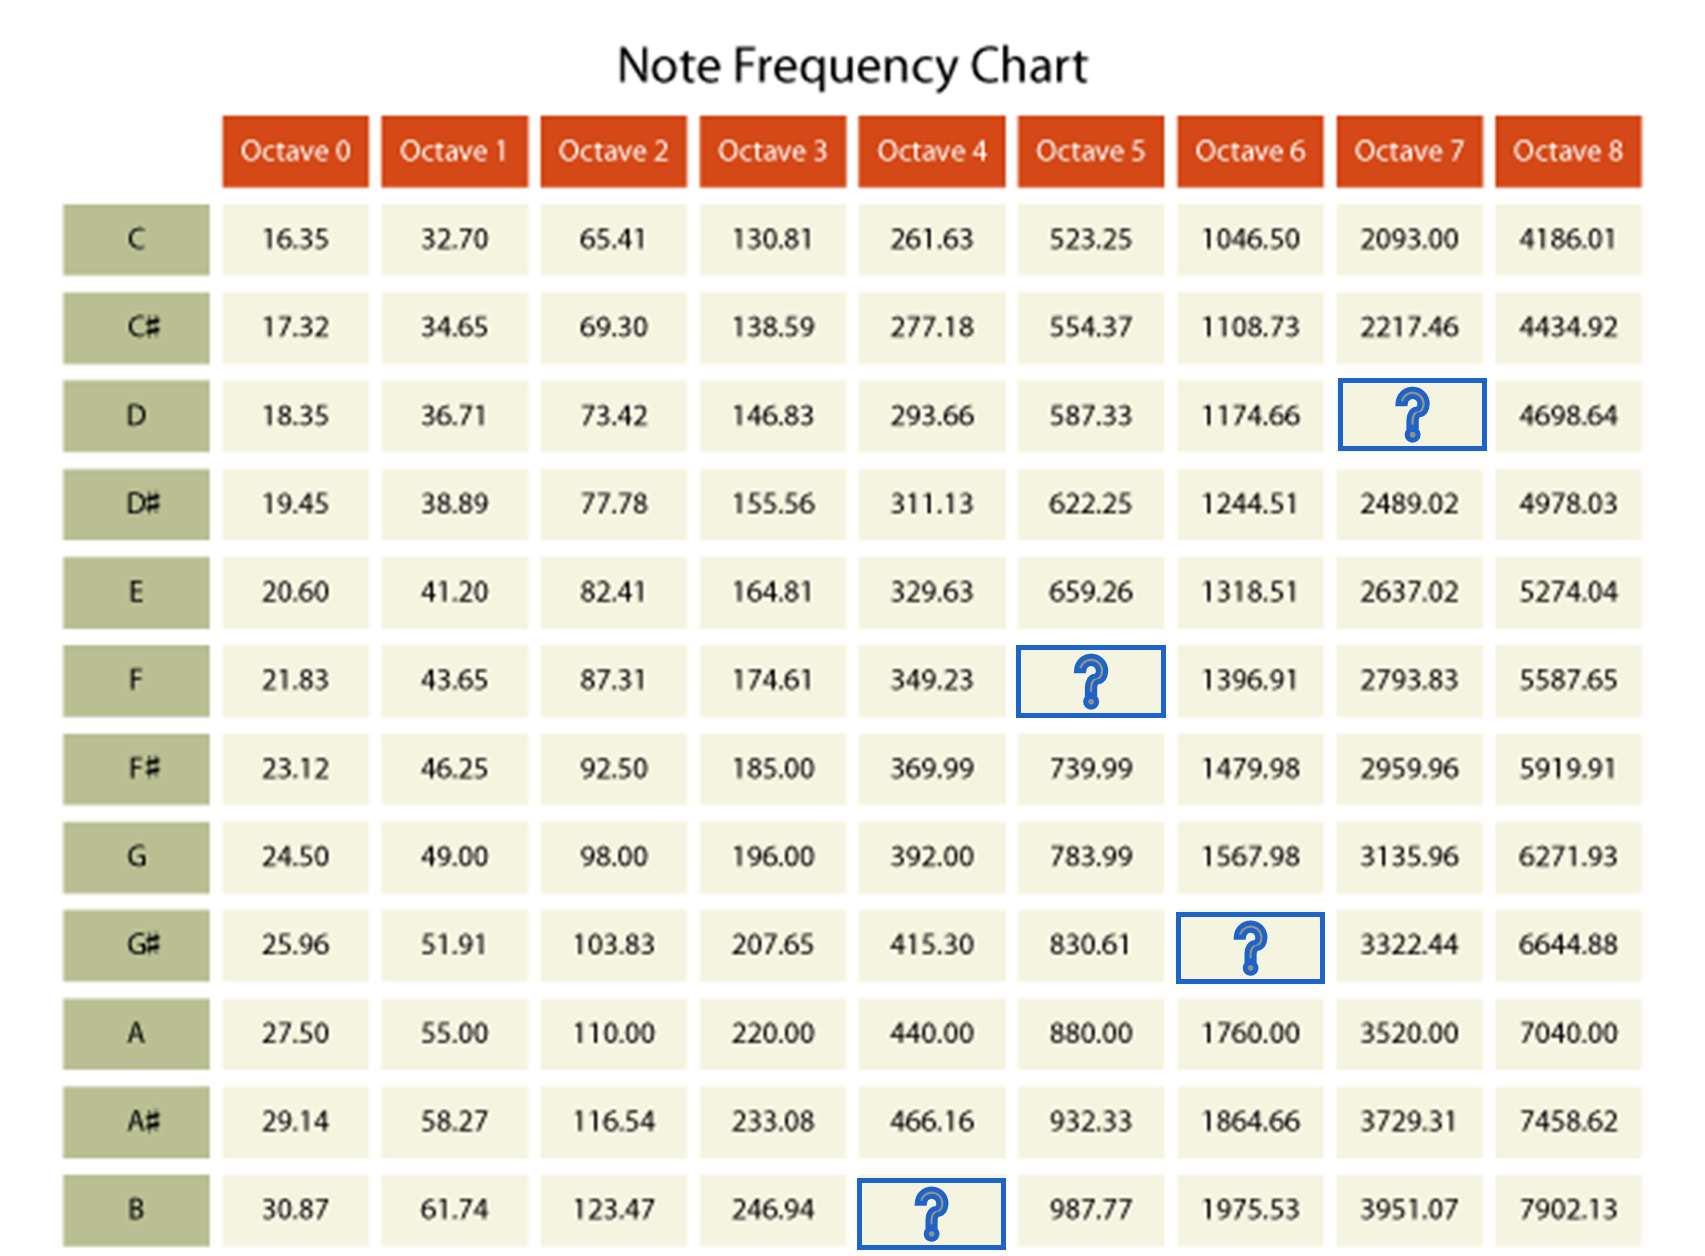 Note Frequency Chart
Octave 0 Octave 1 Octave 2 Octave 3 Octave 4 Octave 5 Octave 6 Octave 7 Octave 8
C 16.35 32.70 65.41 130.81 261.63 523.25 1046.50 2093.00 4186.01
C♯ 17.32 34.65 69.30 138.59 277.18 554.37 1108.73 2217.46 4434.92
D 18.35 36.71 73.42 146.83 293.66 587.33 1174.66 ? 4698.64
D♯ 19.45 38.89 77.78 155.56 311.13 622.25 1244.51 2489.02 4978.03
E 20.60 41.20 82.41 164.81 329.63 659.26 1318.51 2637.02 5274.04
F 21.83 43.65 87.31 174.61 349.23 ? 1396.91 2793.83 5587.65
F♯ 23.12 46.25 92.50 185.00 369.99 739.99 1479.98 2959.96 5919.91
G 24.50 49.00 98.00 196.00 392.00 783.99 1567.98 3135.96 6271.93
G♯ 25.96 51.91 103.83 207.65 415.30 830.61 ? 3322.44 6644.88
A 27.50 55.00 110.00 220.00 440.00 880.00 1760.00 3520.00 7040.00
A♯ 29.14 58.27 116.54 233.08 466.16 932.33 1864.66 3729.31 7458.62
B 30.87 61.74 123.47 246.94 ? 987.77 1975.53 3951.07 7902.13